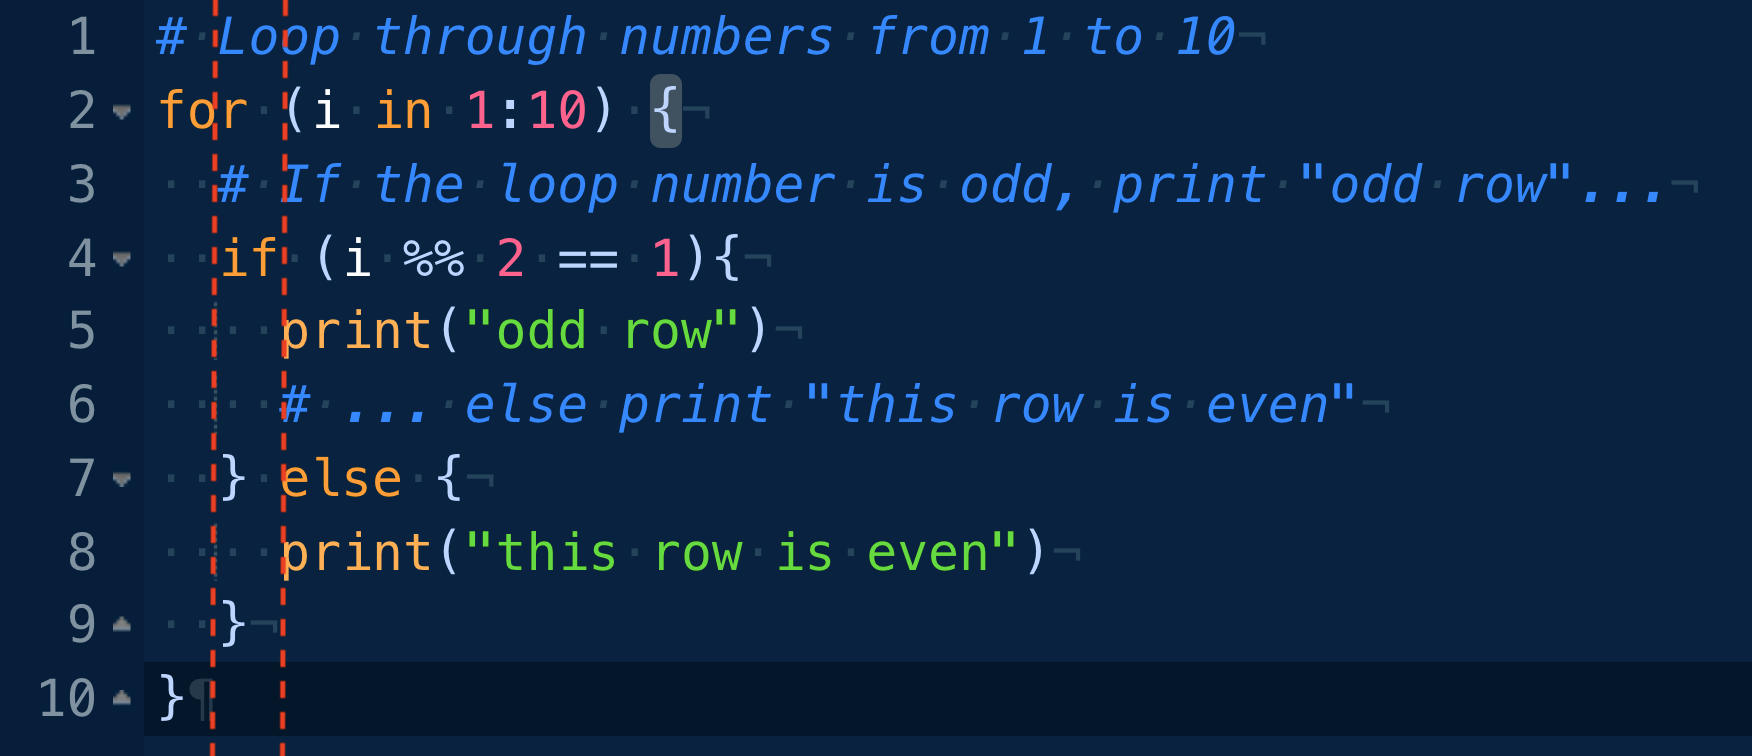 1 # Loop through numbers from 1 to 10¬
2 for (i in 1:10) {¬
3   # If the loop number is odd, print "odd row"...¬
4   if (i %% 2 == 1){¬
5     print("odd row")¬
6     # ... else print "this row is even"¬
7   } else {¬
8     print("this row is even")¬
9   }¬
10 }¶